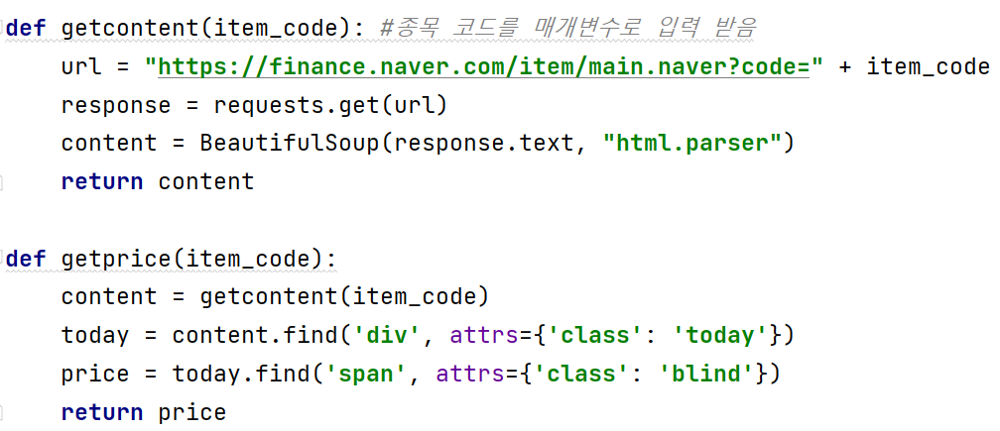 def getcontent(item_code): #종목 코드를 매개변수로 입력 받음
    url = "https://finance.naver.com/item/main.naver?code=" + item_code
    response = requests.get(url)
    content = BeautifulSoup(response.text, "html.parser")
    return content

def getprice(item_code):
    content = getcontent(item_code)
    today = content.find('div', attrs={'class': 'today'})
    price = today.find('span', attrs={'class': 'blind'})
    return price